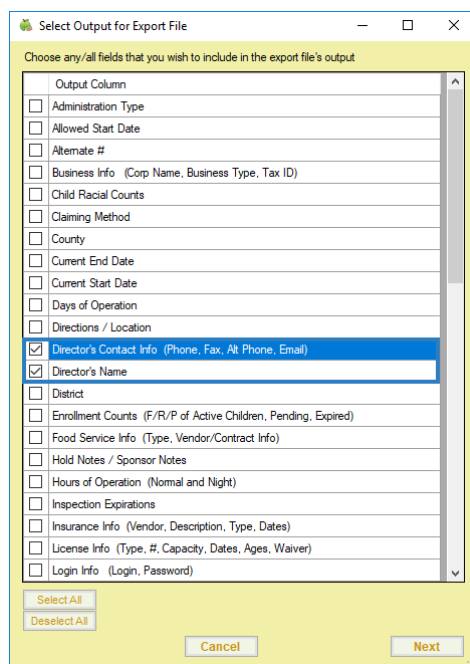 Select Output for Export File
Choose any/all fields that you wish to include in the export file's output
Output Column
Administration Type
Allowed Start Date
Alternate #
Business Info (Corp Name, Business Type, Tax ID)
Child Racial Counts
Claiming Method
County
Current End Date
Current Start Date
Days of Operation
Directions / Location
Director's Contact Info (Phone, Fax, Alt Phone, Email)
Director's Name
District
Enrollment Counts (F/R/P of Active Children, Pending, Expired)
Food Service Info (Type, Vendor/Contract Info)
Hold Notes / Sponsor Notes
Hours of Operation (Normal and Night)
Inspection Expirations
Insurance Info (Vendor, Description, Type, Dates)
License Info (Type, #, Capacity, Dates, Ages, Waiver)
Login Info (Login, Password)
Select All
Deselect All
Cancel Next